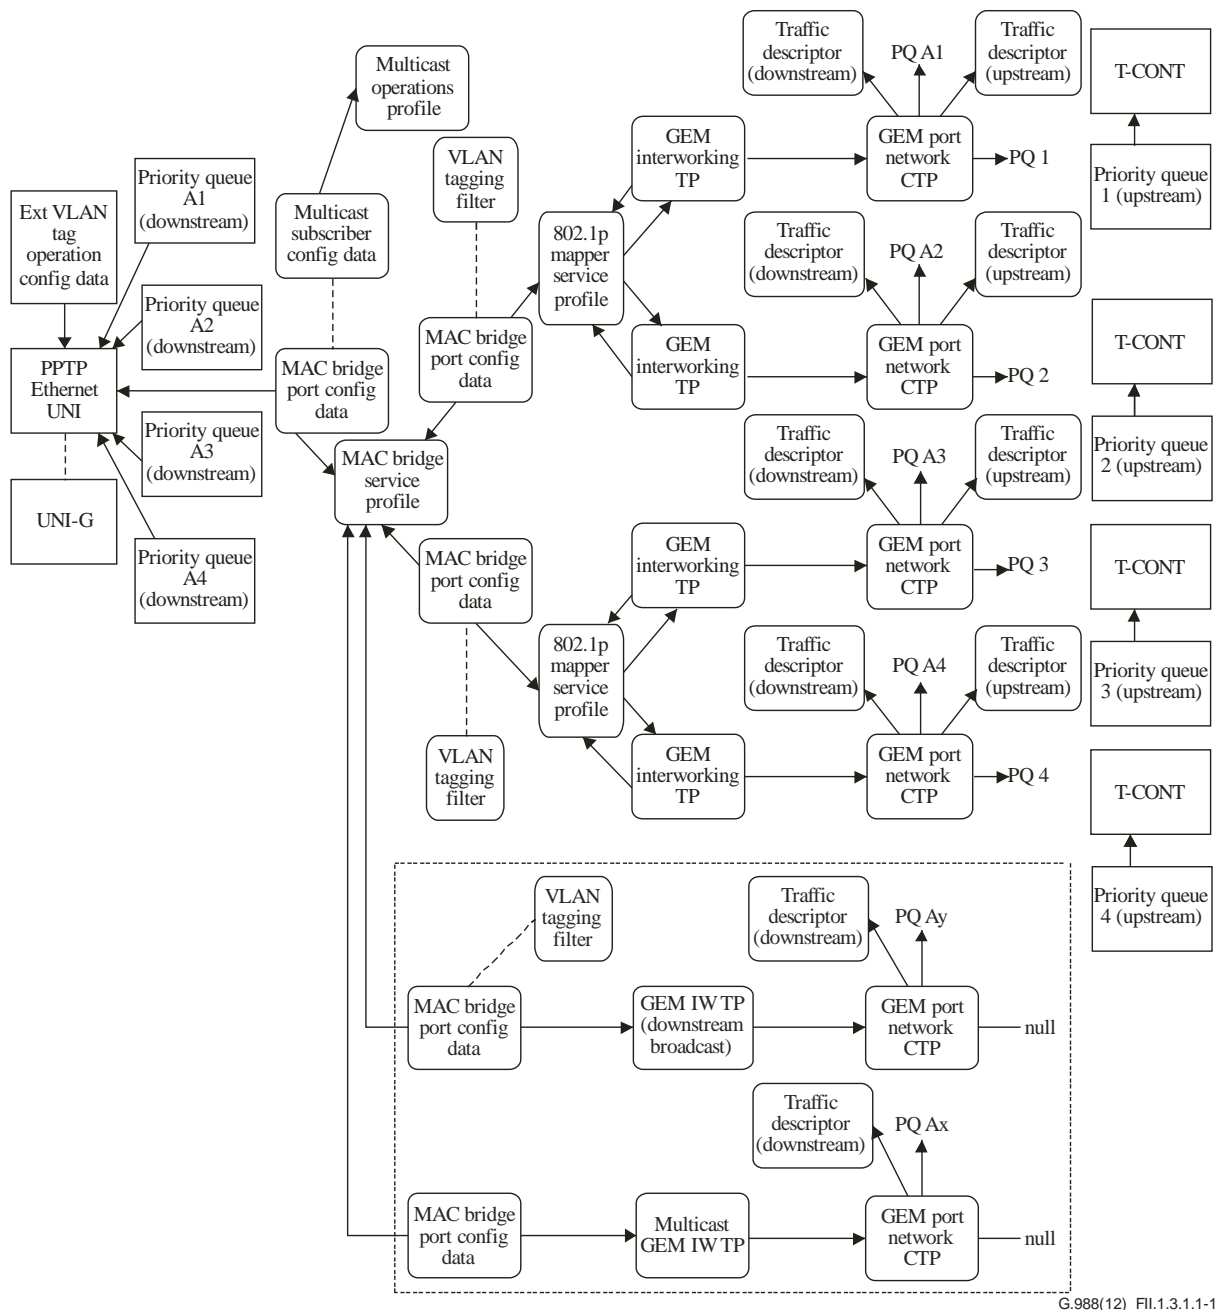 Traffic
descriptor
(downstream)
PQ A1
Traffic
descriptor
(upstream)
T-CONT
Multicast
operations
profile
GEM
interworking
TP
GEM port
network
CTP
PQ 1
Priority queue
1 (upstream)
VLAN
tagging
filter
Priority queue
A1
(downstream)
Ext VLAN
tag
operation
config data
Multicast
subscriber
config data
802.1p
mapper
service
profile
Traffic
descriptor
(downstream)
PQ A2
Traffic
descriptor
(upstream)
Priority queue
A2
(downstream)
PPTP
Ethernet
UNI
MAC bridge
port config
data
MAC bridge
port config
data
GEM
interworking
TP
GEM port
network
CTP
PQ 2
T-CONT
Priority queue
2 (upstream)
Priority queue
A3
(downstream)
MAC bridge
service
profile
Traffic
descriptor
(downstream)
PQ A3
Traffic
descriptor
(upstream)
UNI-G
Priority queue
A4
(downstream)
MAC bridge
port config
data
GEM
interworking
TP
GEM port
network
CTP
PQ 3
T-CONT
Priority queue
3 (upstream)
802.1p
mapper
service
profile
Traffic
descriptor
(downstream)
PQ A4
Traffic
descriptor
(upstream)
VLAN
tagging
filter
GEM
interworking
TP
GEM port
network
CTP
PQ 4
T-CONT
Priority queue
4 (upstream)
VLAN
tagging
filter
Traffic
descriptor
(downstream)
PQ Ay
MAC bridge
port config
data
GEM IW TP
(downstream
broadcast)
GEM port
network
CTP
null
Traffic
descriptor
(downstream)
PQ Ax
MAC bridge
port config
data
Multicast
GEM IW TP
GEM port
network
CTP
null
G.988(12)_FII.1.3.1.1-1